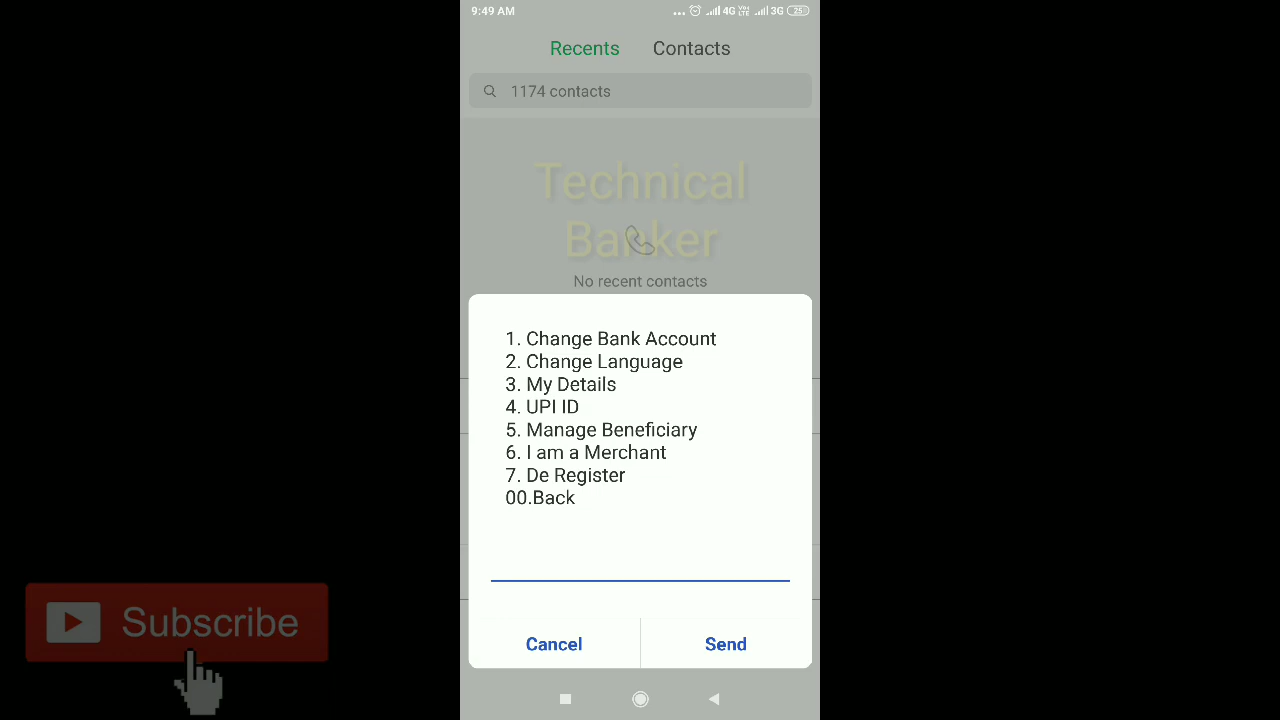 9:49 AM
4G VoLTE 3G 25
Recents Contacts
1174 contacts
Technical
Banker
No recent contacts
1. Change Bank Account
2. Change Language
3. My Details
4. UPI ID
5. Manage Beneficiary
6. I am a Merchant
7. De Register
00.Back
Cancel Send
Subscribe